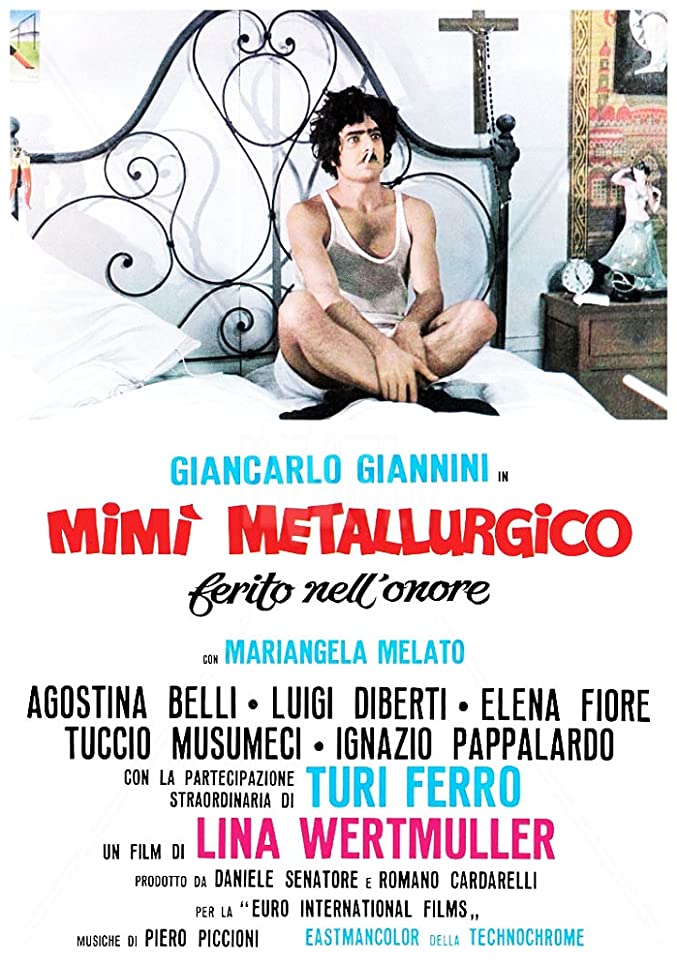 GIANCARLO GIANNINI IN
MIMÌ METALLURGICO
ferito nell'onore
CON MARIANGELA MELATO
AGOSTINA BELLI • LUIGI DIBERTI • ELENA FIORE
TUCCIO MUSUMECI • IGNAZIO PAPPALARDO
CON LA PARTECIPAZIONE
STRAORDINARIA DI TURI FERRO
UN FILM DI LINA WERTMULLER
PRODOTTO DA DANIELE SENATORE E ROMANO CARDARELLI
PER LA "EURO INTERNATIONAL FILMS„
MUSICHE DI PIERO PICCIONI EASTMANCOLOR DELLA TECHNOCHROME